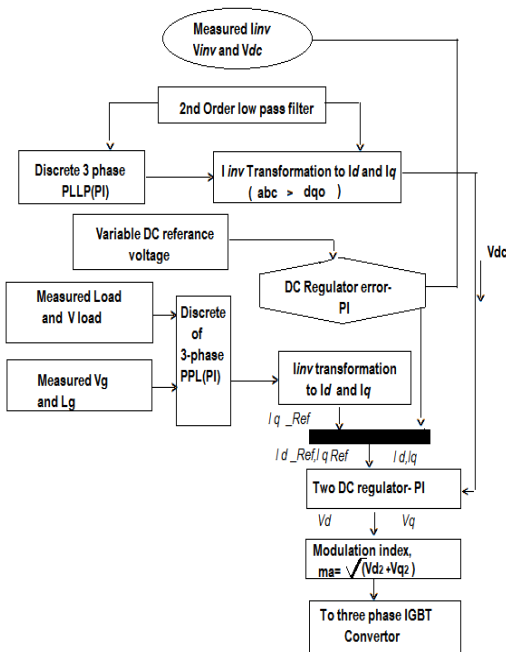 Measured Iinv
Vinv and Vdc
2nd Order low pass filter
Discrete 3 phase
PLLP(PI)
I inv Transformation to Id and Iq
( abc > dqo )
Variable DC referance
voltage
Vdc
DC Regulator error-
PI
Measured Load
and V load
Discrete
of
3-phase
PPL(PI)
Measured Vg
and Lg
Iinv transformation
to Id and Iq
I q _Ref
I d _Ref,I q Ref
I d,Iq
Two DC regulator- PI
Vd
Vq
Modulation index,
ma= √(Vd2 +Vq2 )
To three phase IGBT
Convertor